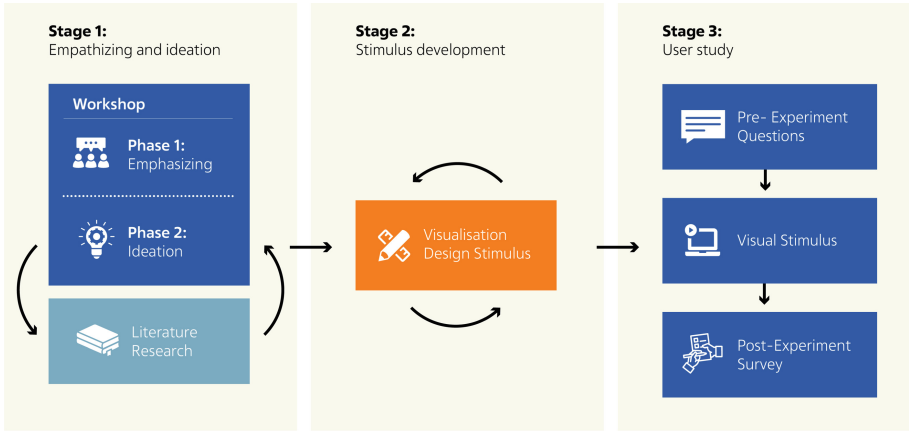 Stage 1:
Empathizing and ideation
Workshop
Phase 1:
Emphasizing
Phase 2:
Ideation
Literature
Research
Stage 2:
Stimulus development
Visualisation
Design Stimulus
Stage 3:
User study
Pre- Experiment
Questions
Visual Stimulus
Post-Experiment
Survey